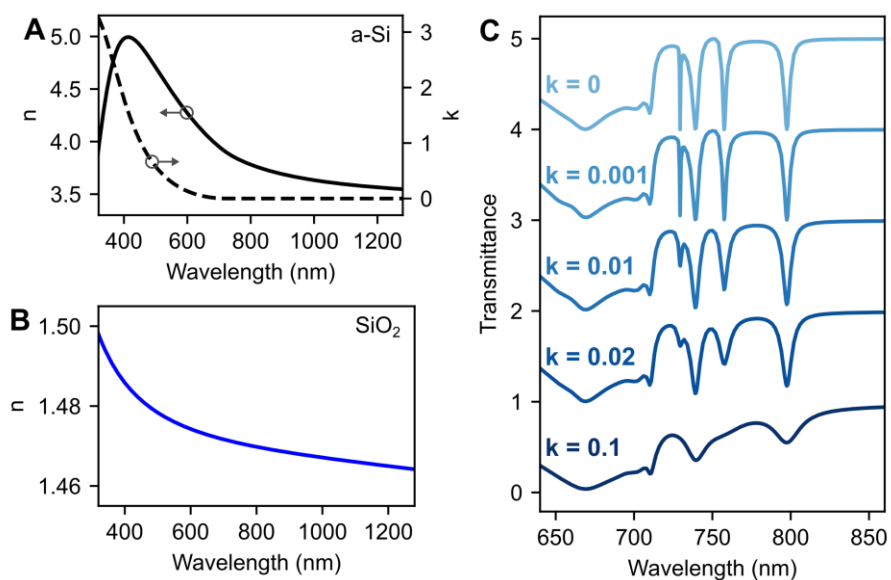 A
a-Si
5.0
4.5
4.0
3.5
n
3
2
1
0
k
400 600 800 1000 1200
Wavelength (nm)
B
SiO₂
1.50
1.48
1.46
n
400 600 800 1000 1200
Wavelength (nm)
C
5
4
3
2
1
0
Transmittance
k = 0
k = 0.001
k = 0.01
k = 0.02
k = 0.1
650 700 750 800 850
Wavelength (nm)